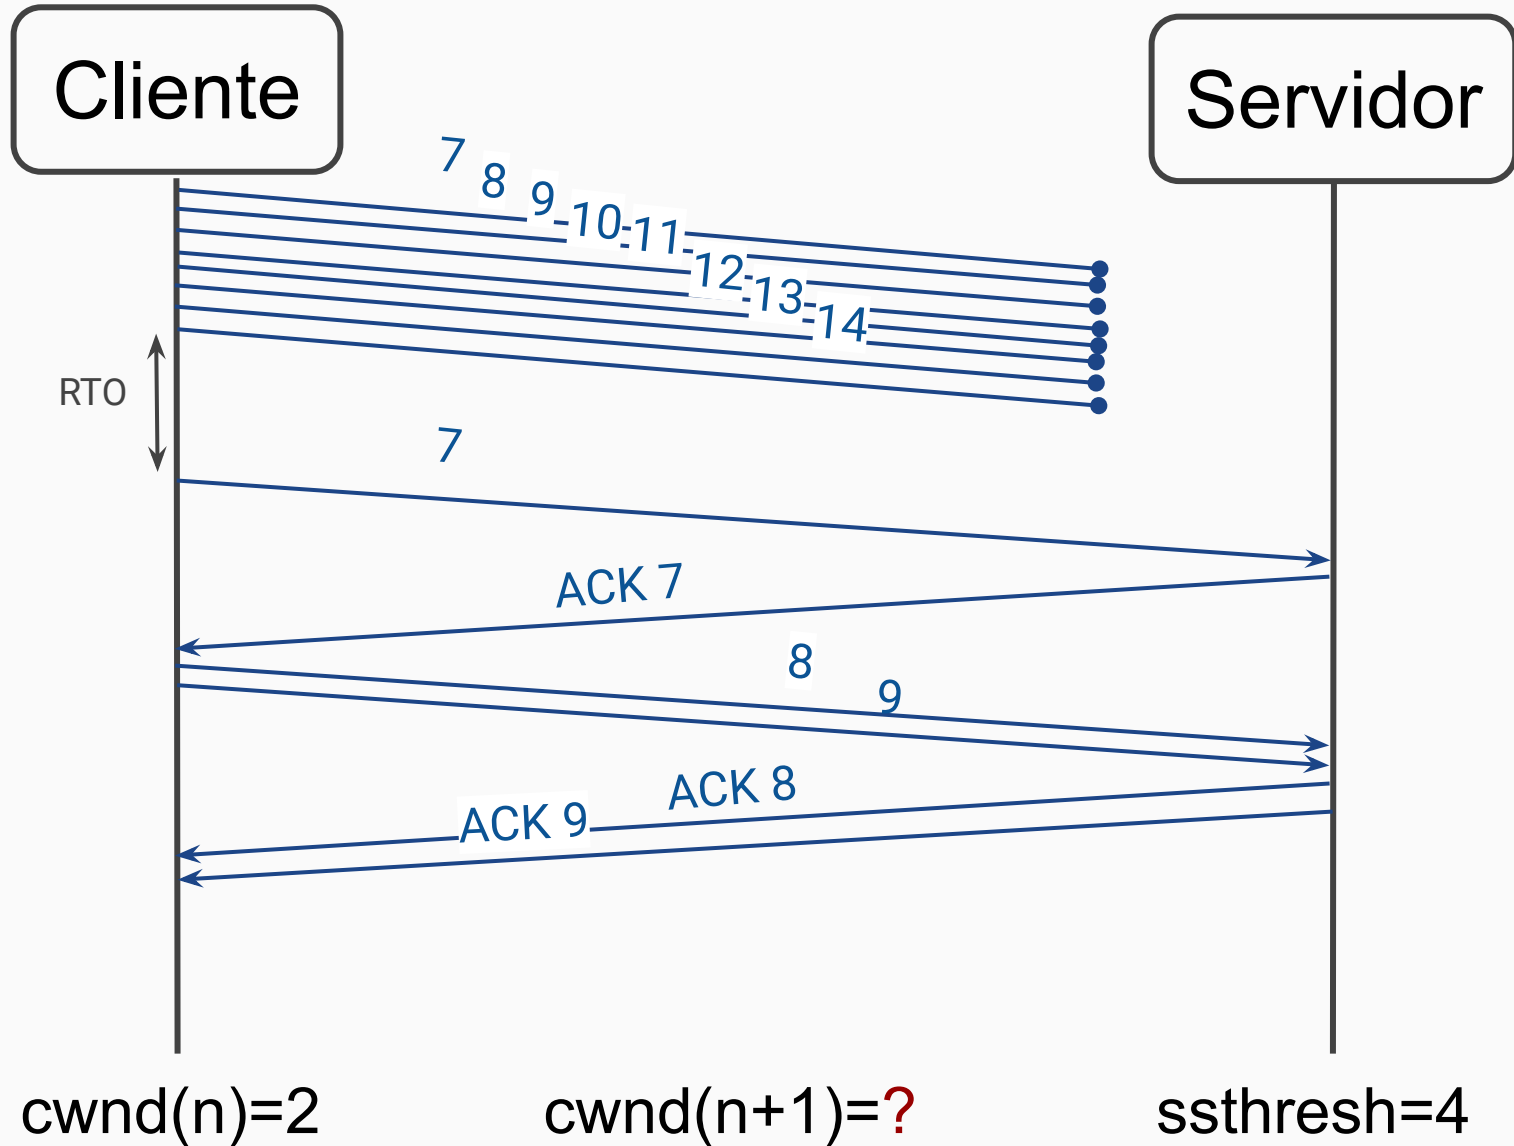 Cliente
Servidor
7
8
9
10
11
12
13
14
RTO
7
ACK 7
8
9
ACK 8
ACK 9
cwnd(n)=2
cwnd(n+1)=?
ssthresh=4